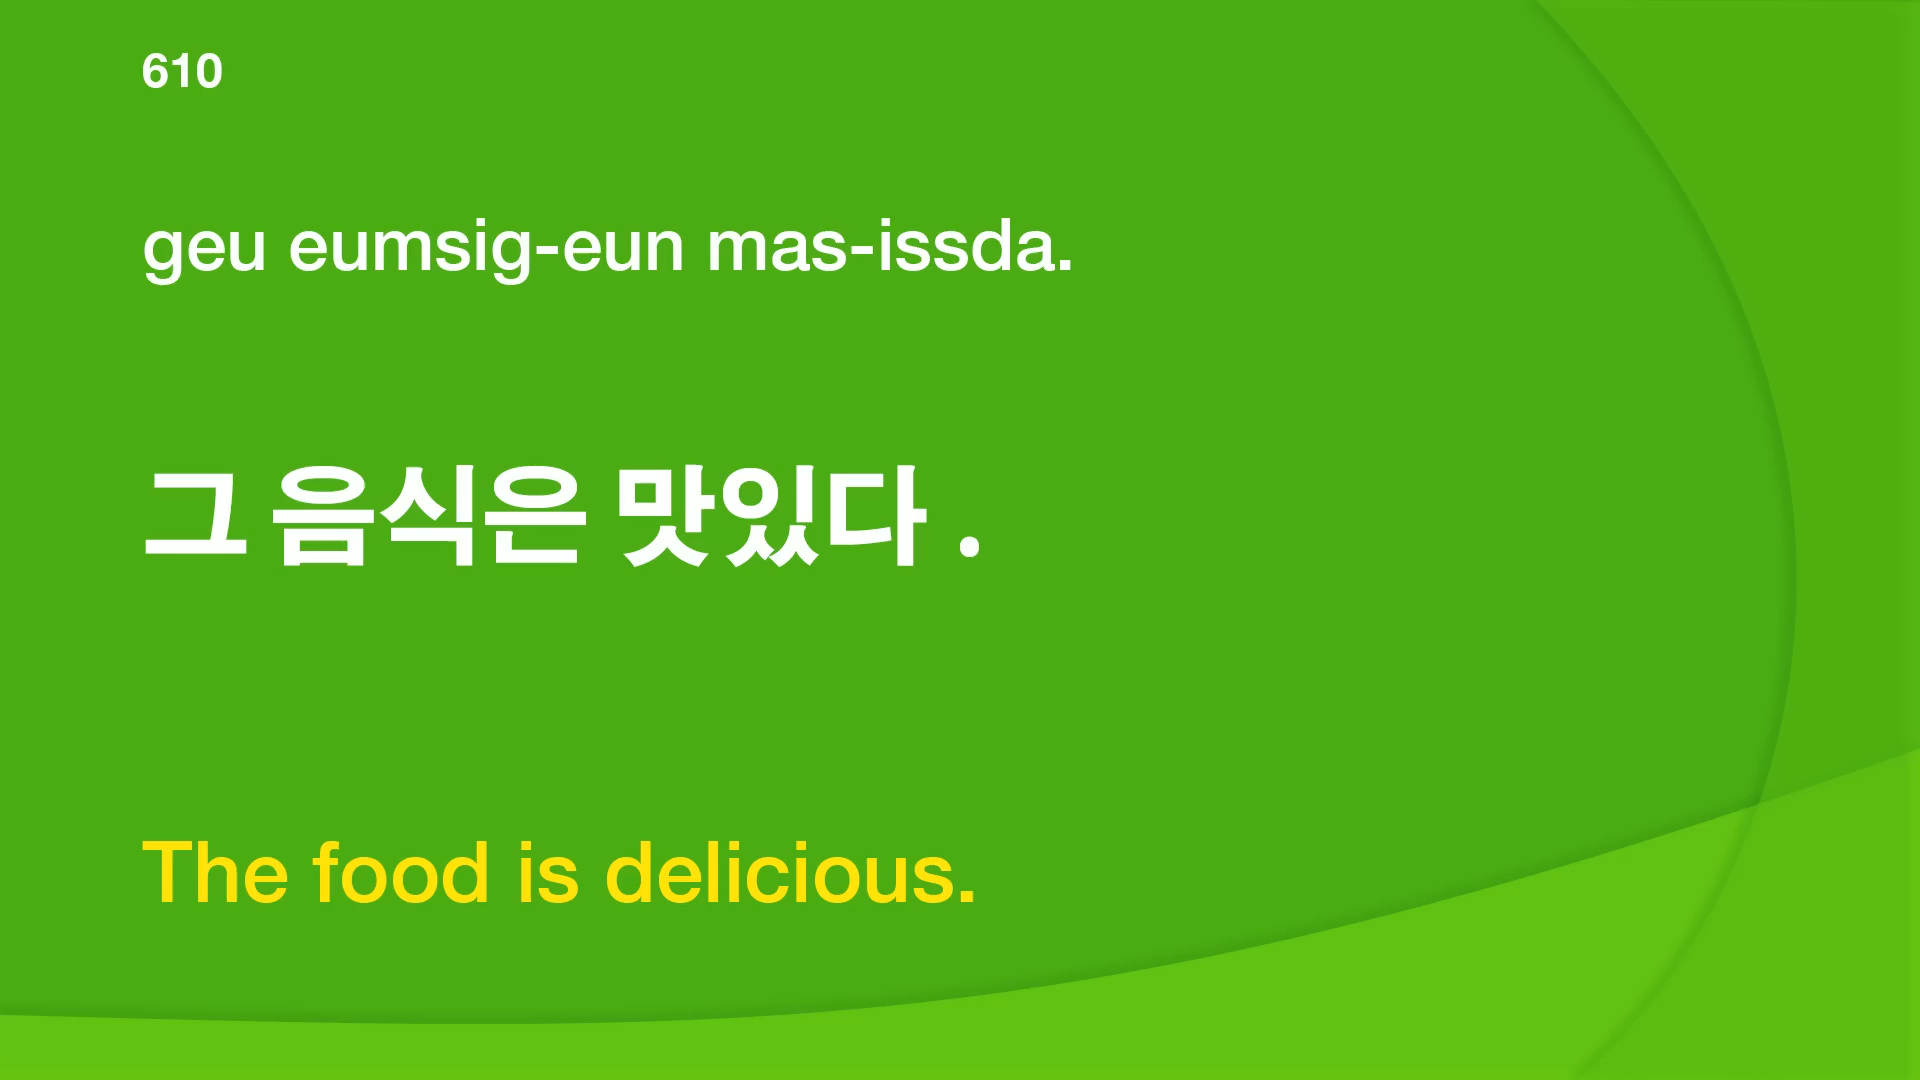 610
geu eumsig-eun mas-issda.
그 음식은 맛있다 .
The food is delicious.